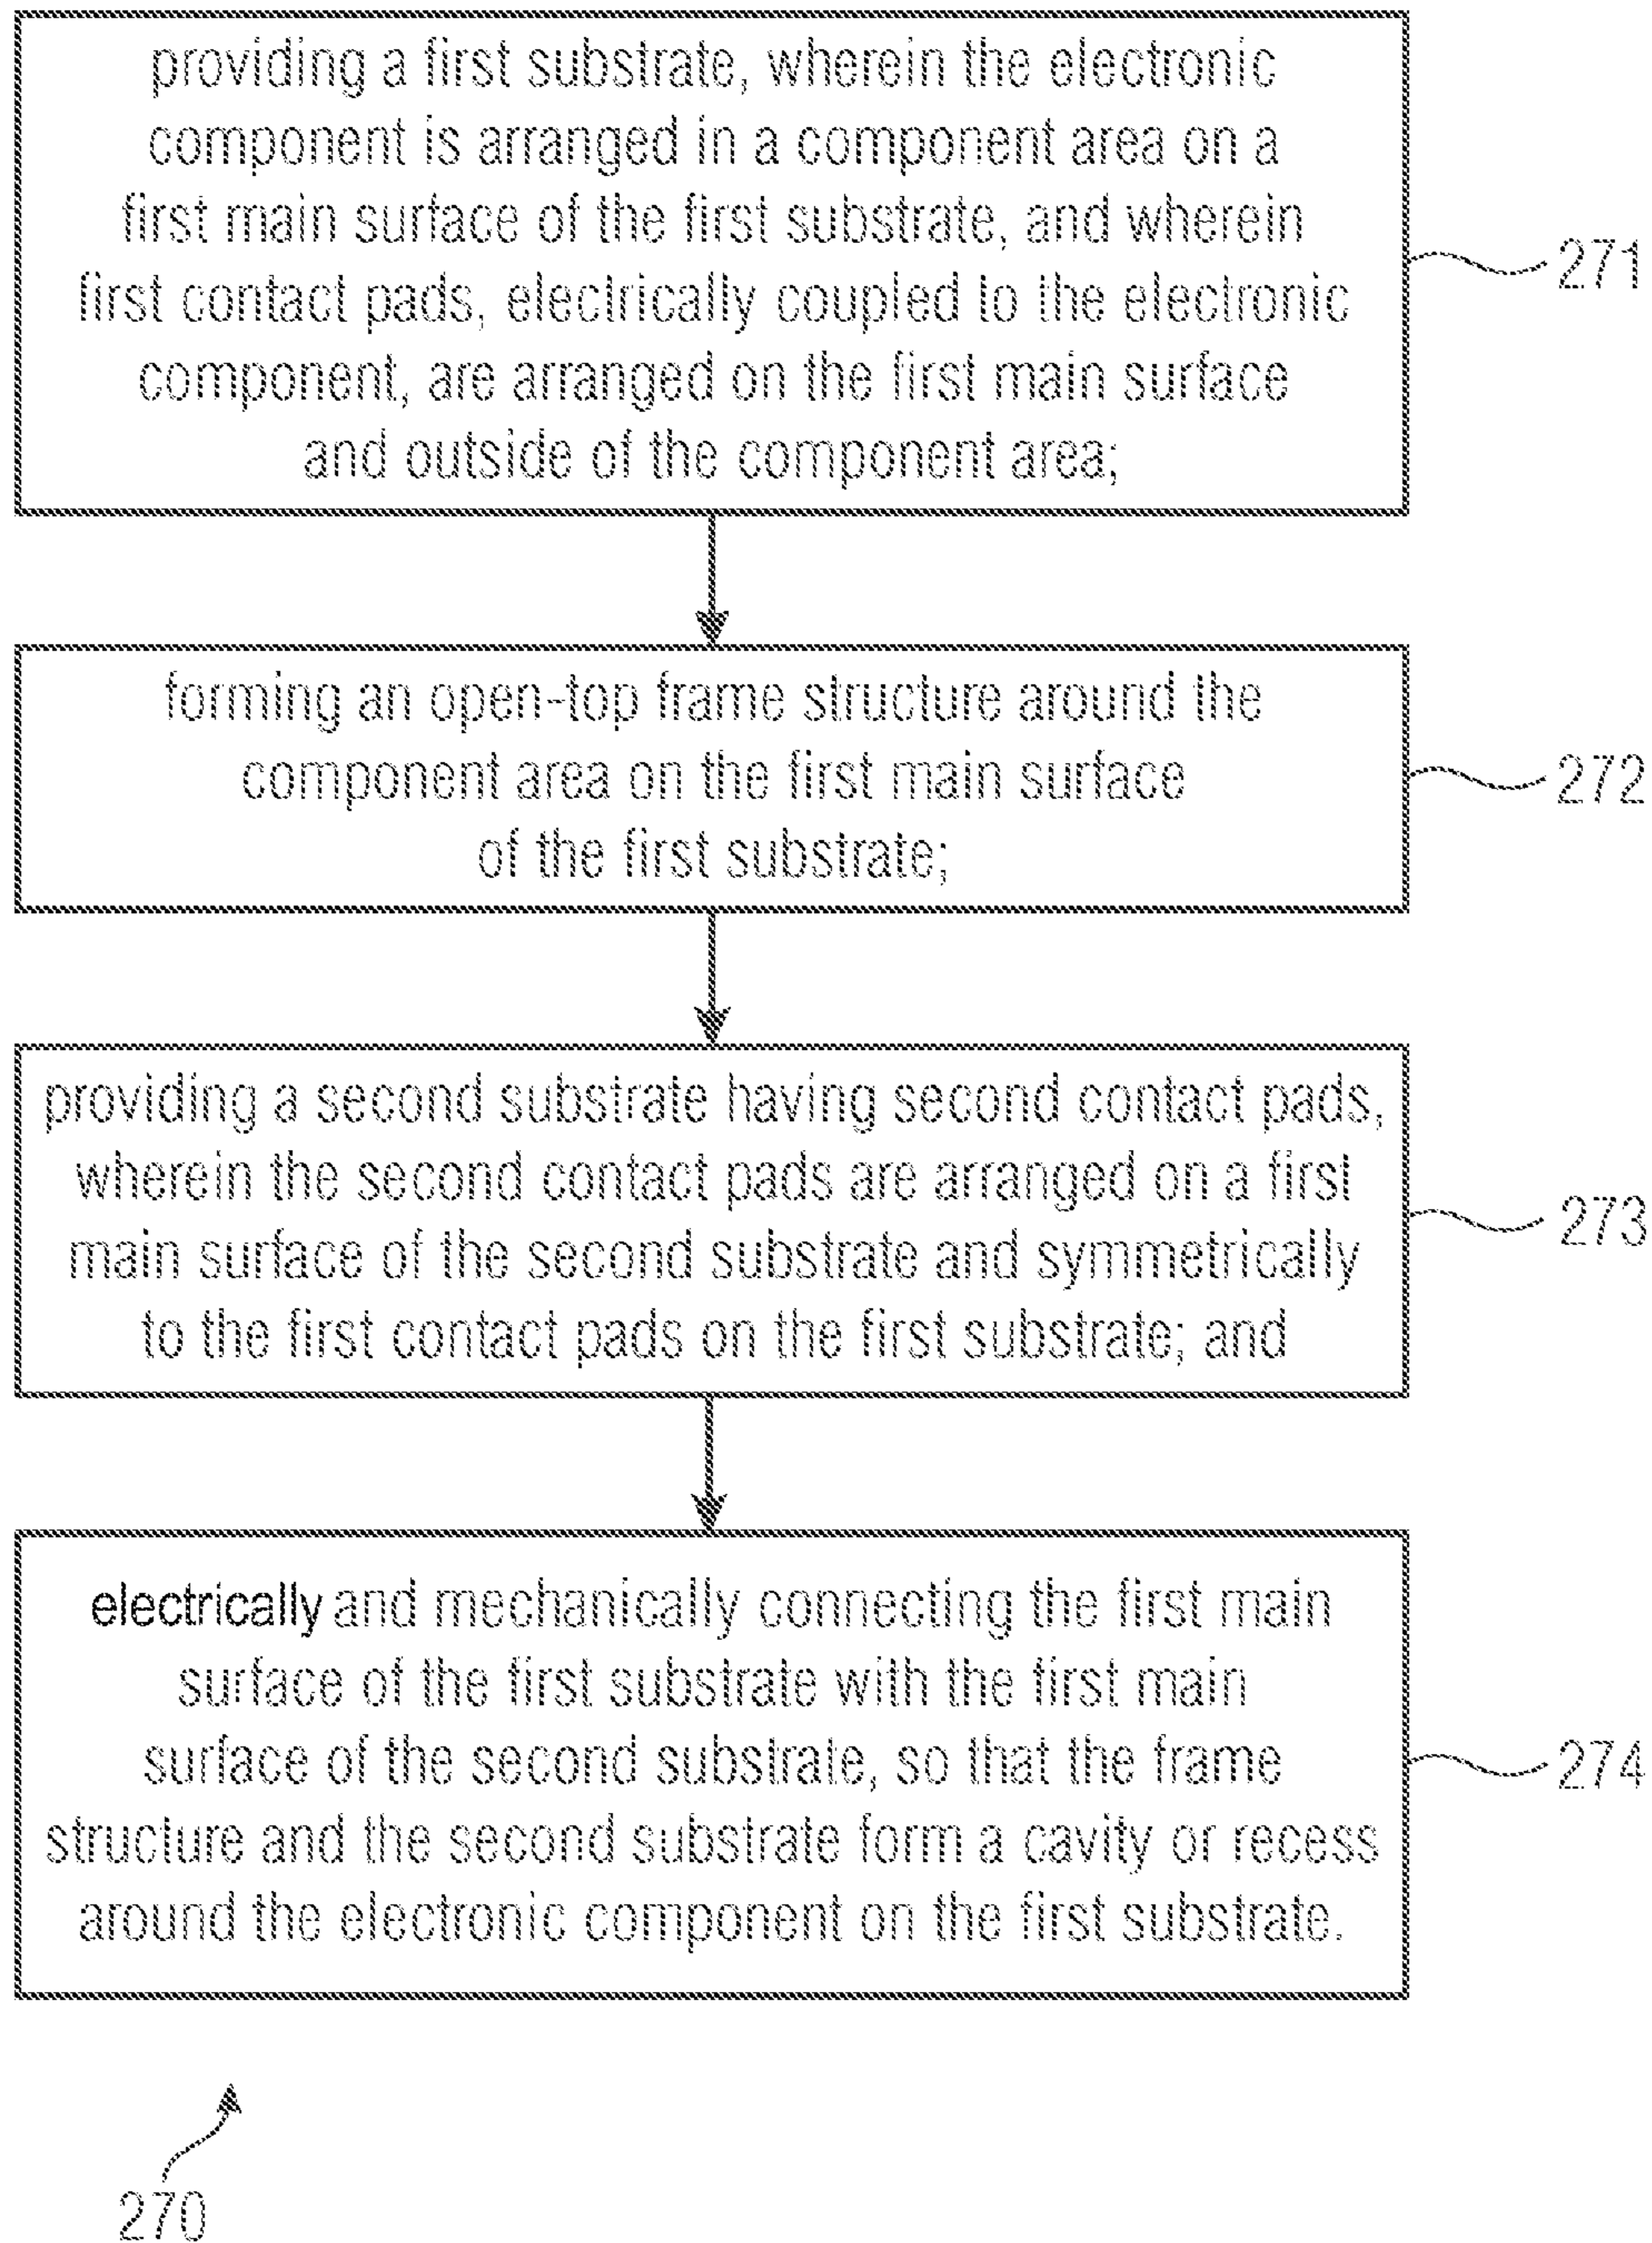 providing a first substrate, wherein the electronic
component is arranged in a component area on a
first main surface of the first substrate, and wherein
first contact pads, electrically coupled to the electronic
component, are arranged on the first main surface
and outside of the component area;
271
forming an open-top frame structure around the
component area on the first main surface
of the first substrate;
272
providing a second substrate having second contact pads,
wherein the second contact pads are arranged on a first
main surface of the second substrate and symmetrically
to the first contact pads on the first substrate; and
273
electrically and mechanically connecting the first main
surface of the first substrate with the first main
surface of the second substrate, so that the frame
structure and the second substrate form a cavity or recess
around the electronic component on the first substrate.
274
270